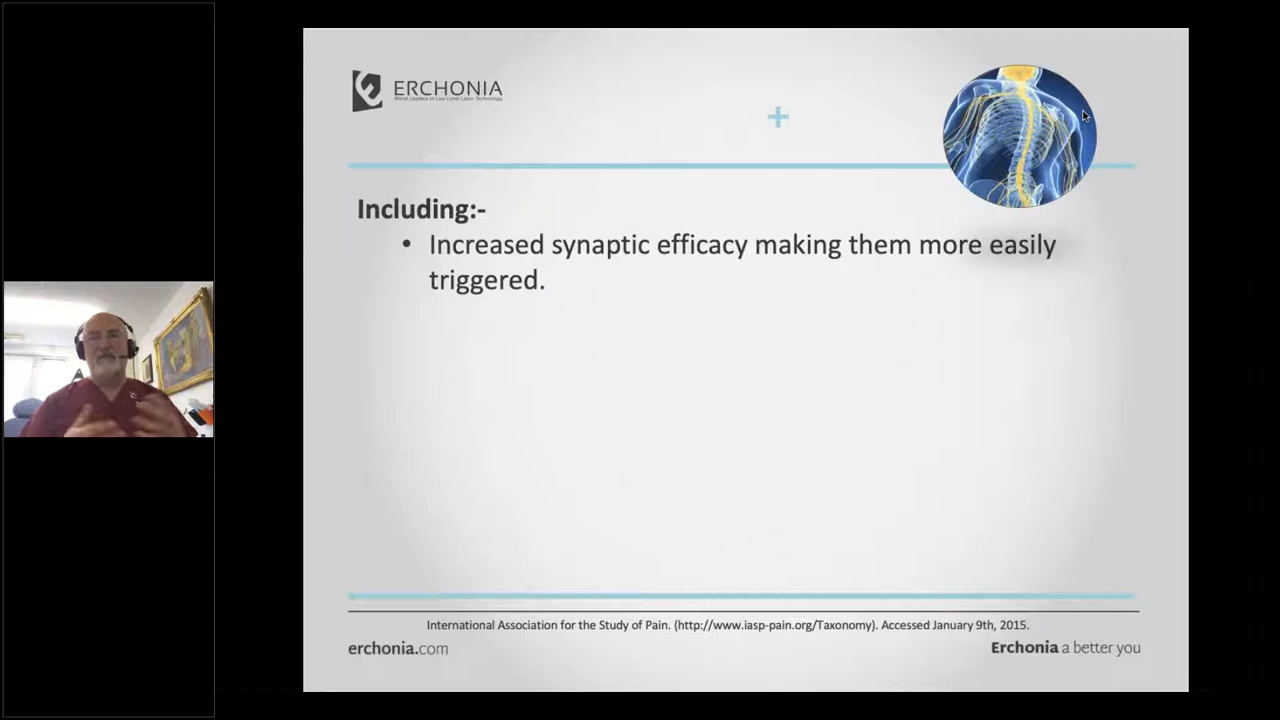 ERCHONIA
World Leaders in Low Level Laser Technology
Including:-
• Increased synaptic efficacy making them more easily
triggered.
International Association for the Study of Pain. (http://www.iasp-pain.org/Taxonomy). Accessed January 9th, 2015.
erchonia.com
Erchonia a better you